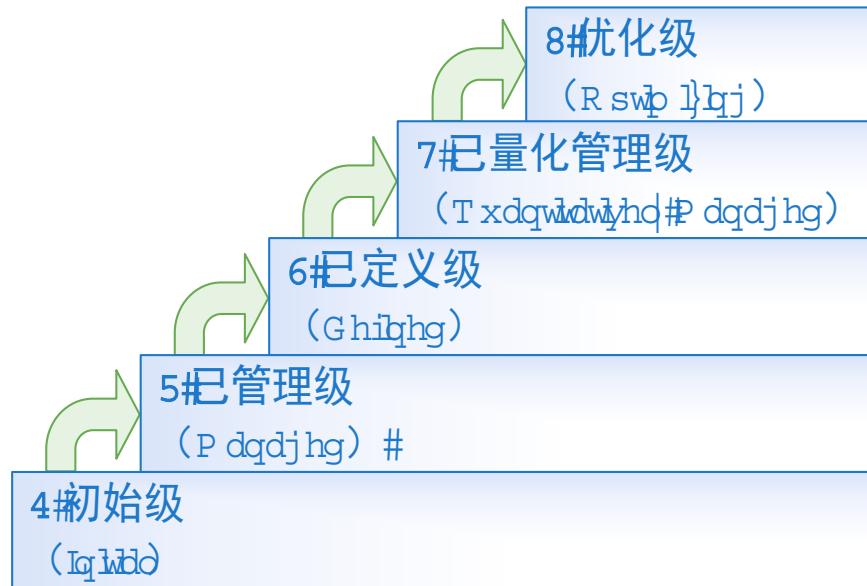 8#优化级
（Rswlpl}lqj）
7#已量化管理级
（Txdqwlwdwlyho|#Pdqdjhg）
6#已定义级
（Ghilqhg）
5#已管理级
（Pdqdjhg）#
4#初始级
（Lqlwldo）